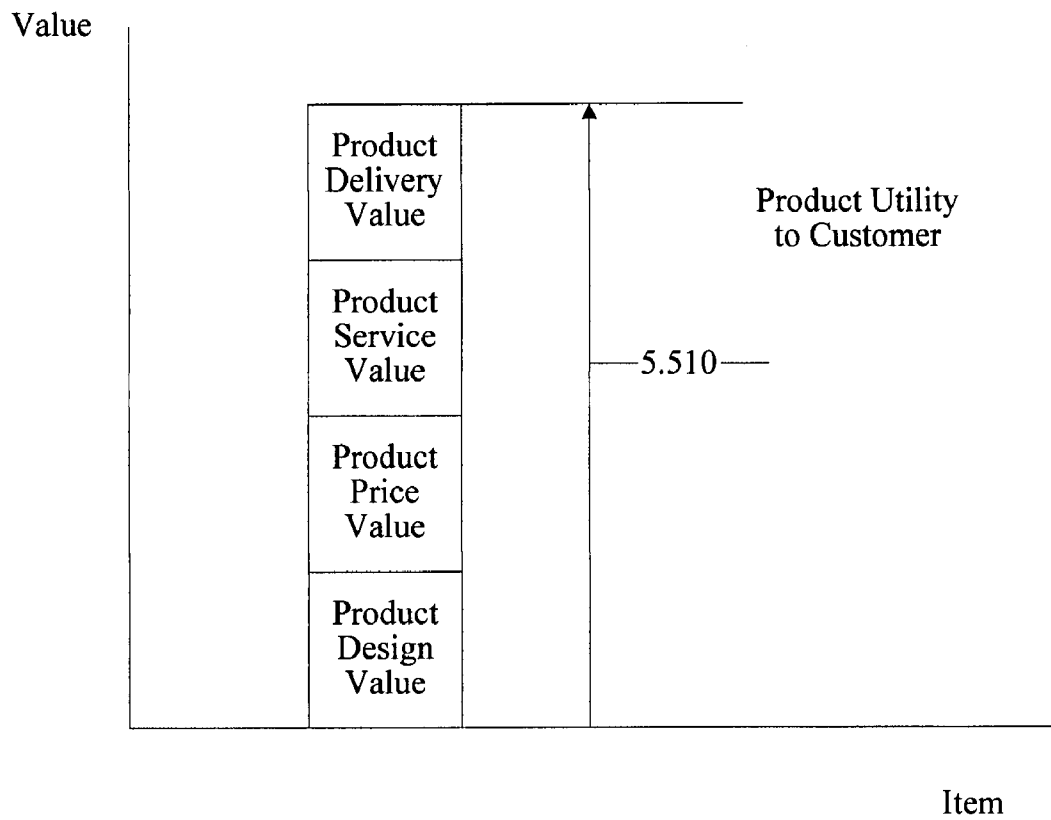 Value
Product
Delivery
Value
Product Utility
to Customer
Product
Service
Value
5.510
Product
Price
Value
Product
Design
Value
Item